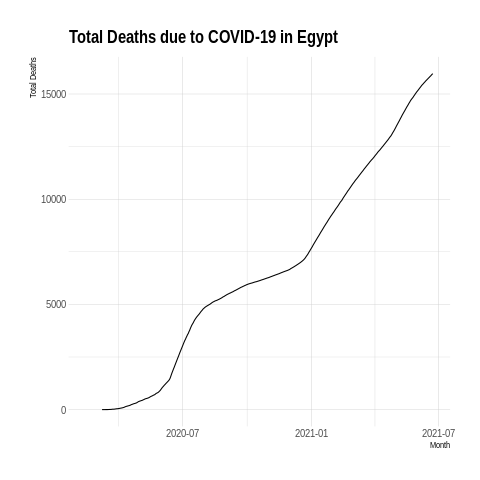 Total Deaths due to COVID-19 in Egypt
Total Deaths
15000
10000
5000
0
2020-07
2021-01
2021-07
Month